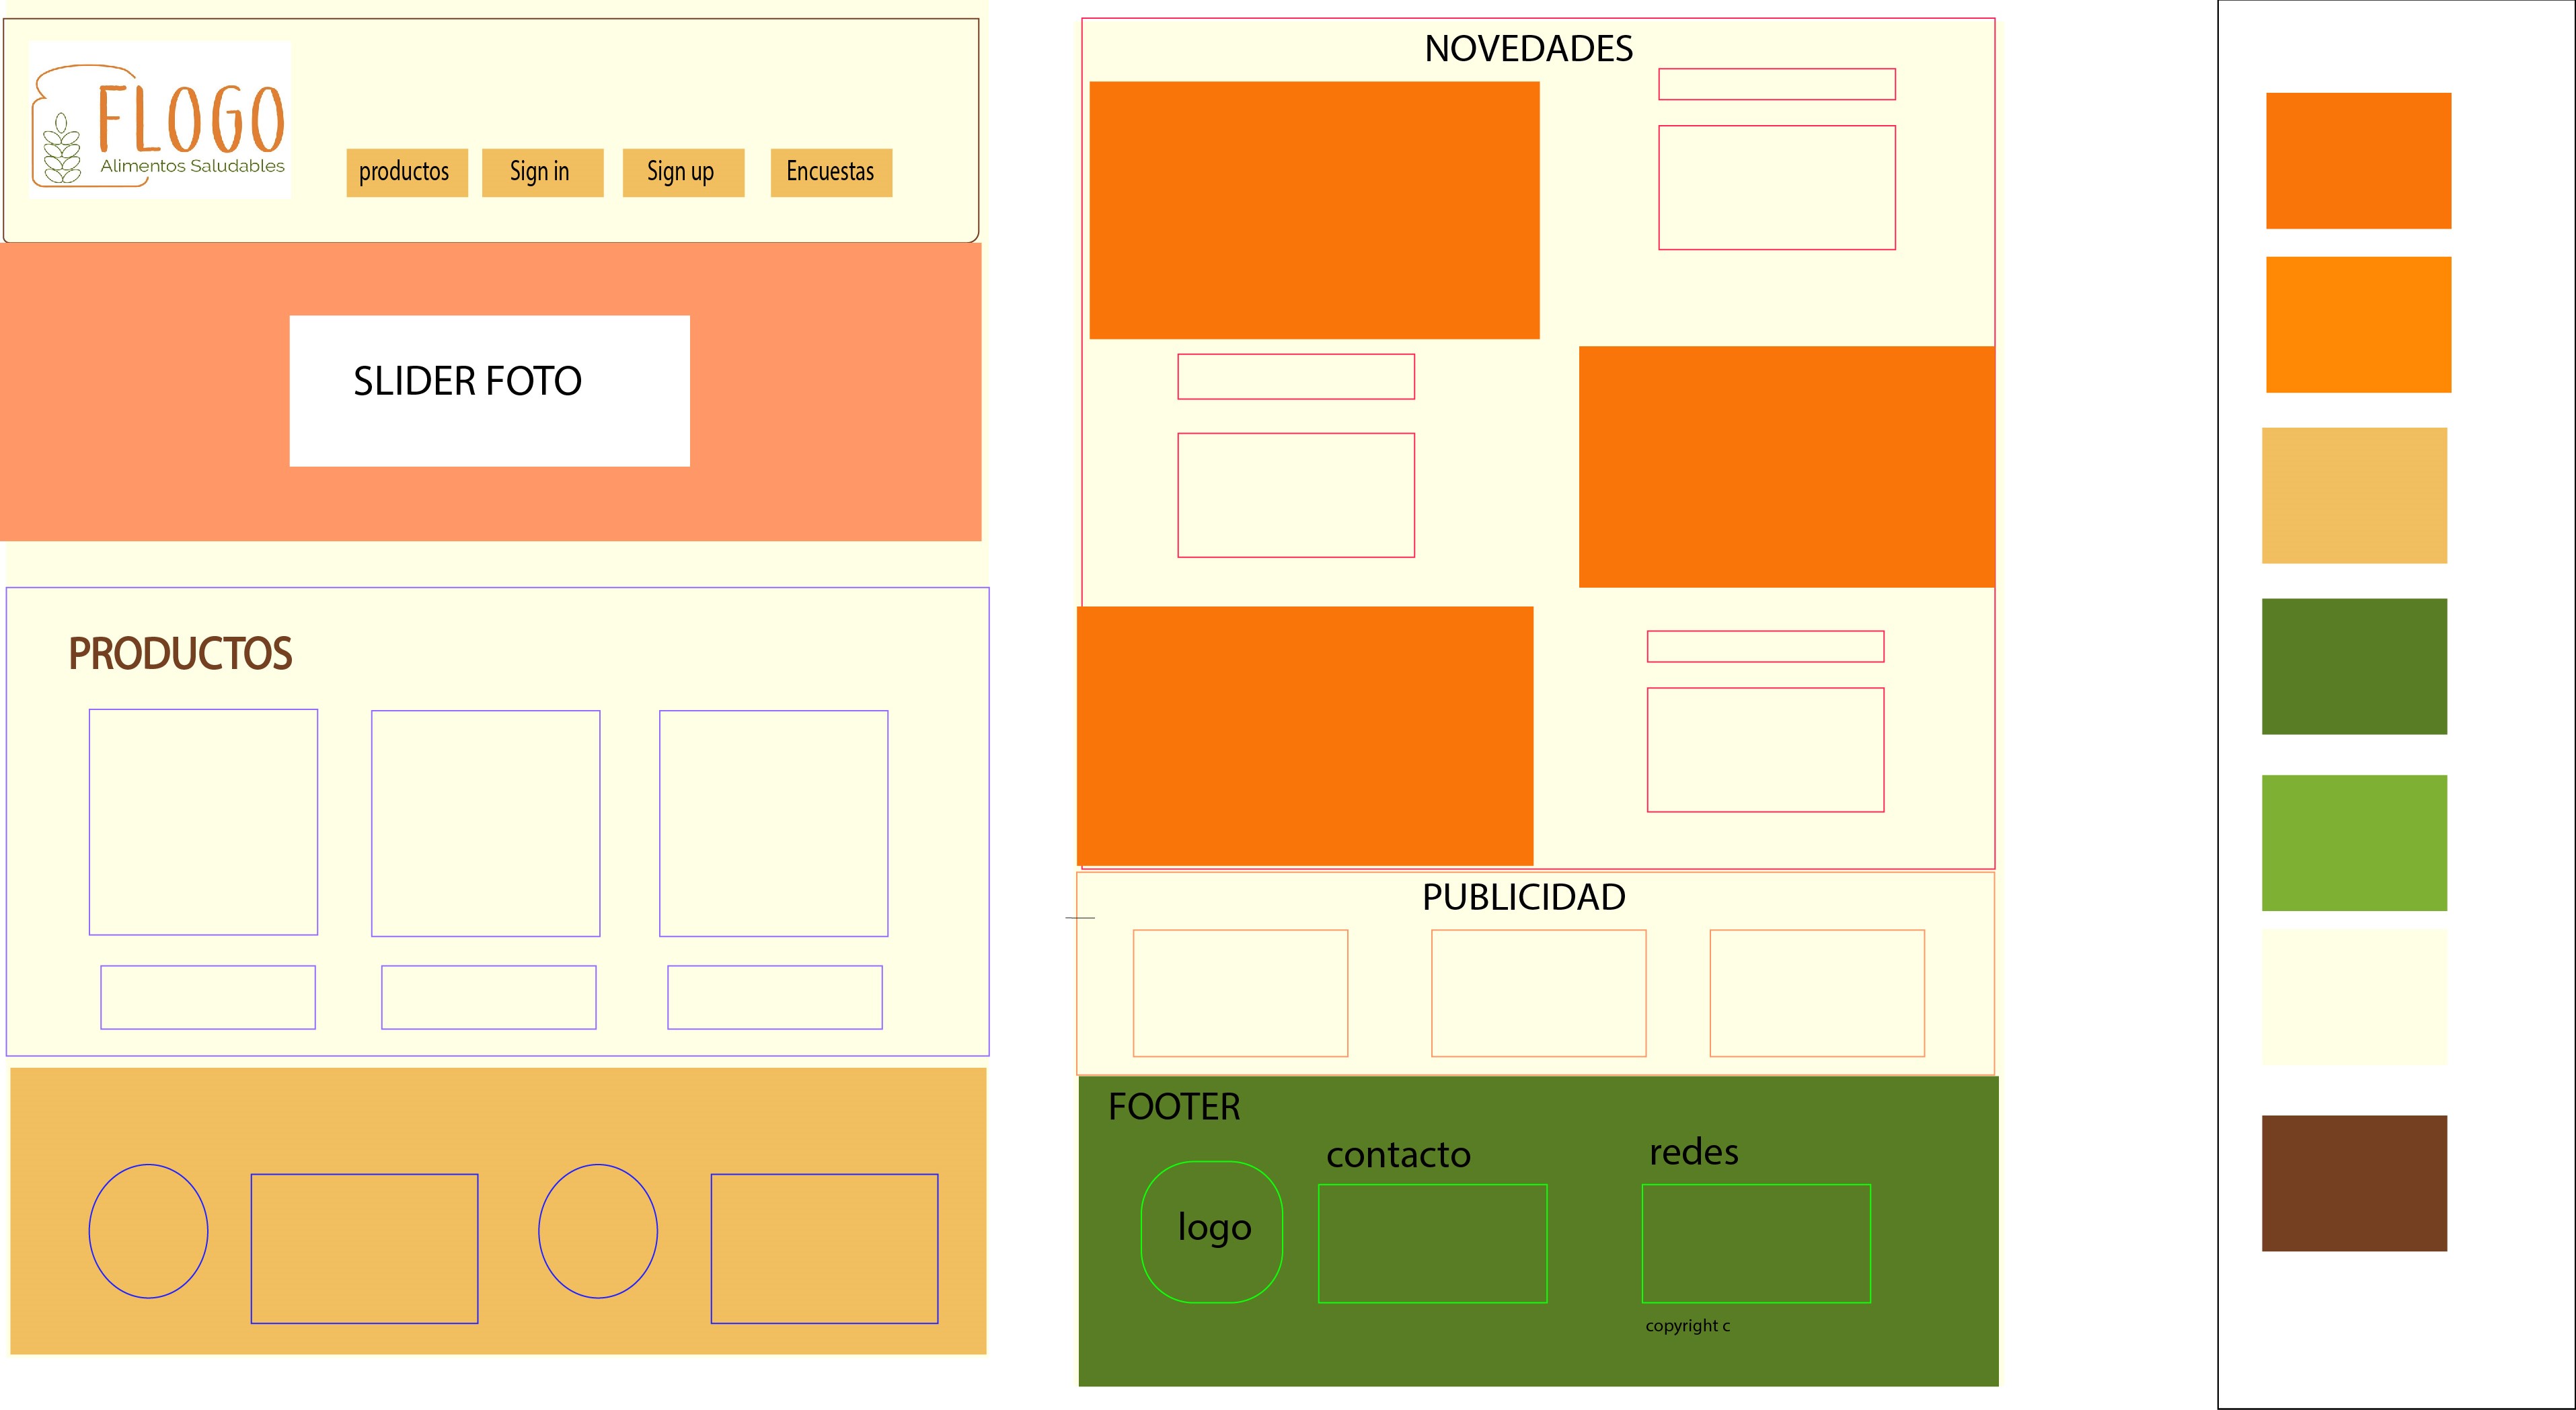 FLOGO
Alimentos Saludables
productos
Sign in
Sign up
Encuestas
SLIDER FOTO
PRODUCTOS
NOVEDADES
PUBLICIDAD
FOOTER
contacto
redes
logo
copyright c